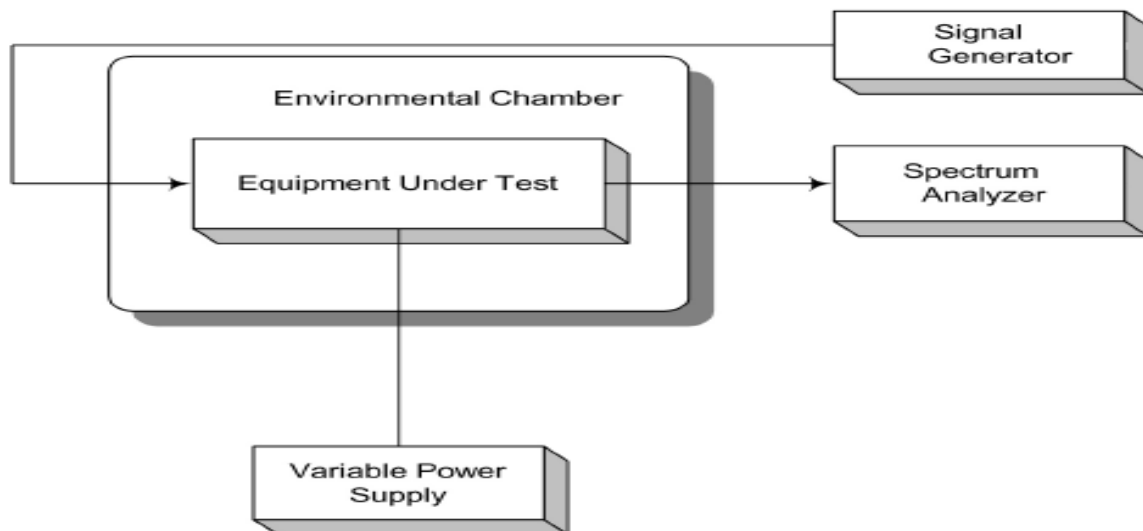 Signal
Generator
Environmental Chamber
Equipment Under Test
Spectrum
Analyzer
Variable Power
Supply